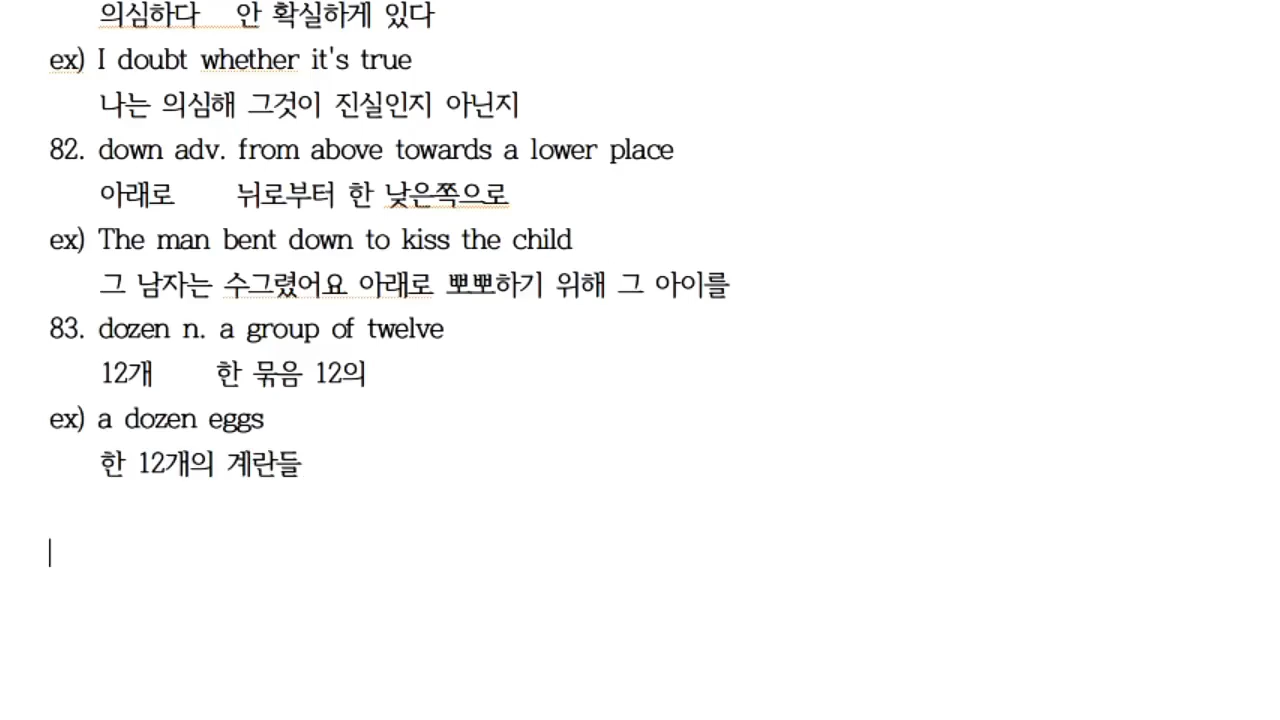 의심하다 안 확실하게 있다
ex) I doubt whether it's true
나는 의심해 그것이 진실인지 아닌지
82. down adv. from above towards a lower place
아래로 뉘로부터 한 낮은쪽으로
ex) The man bent down to kiss the child
그 남자는 수그렸어요 아래로 뽀뽀하기 위해 그 아이를
83. dozen n. a group of twelve
12개 한 묶음 12의
ex) a dozen eggs
한 12개의 계란들